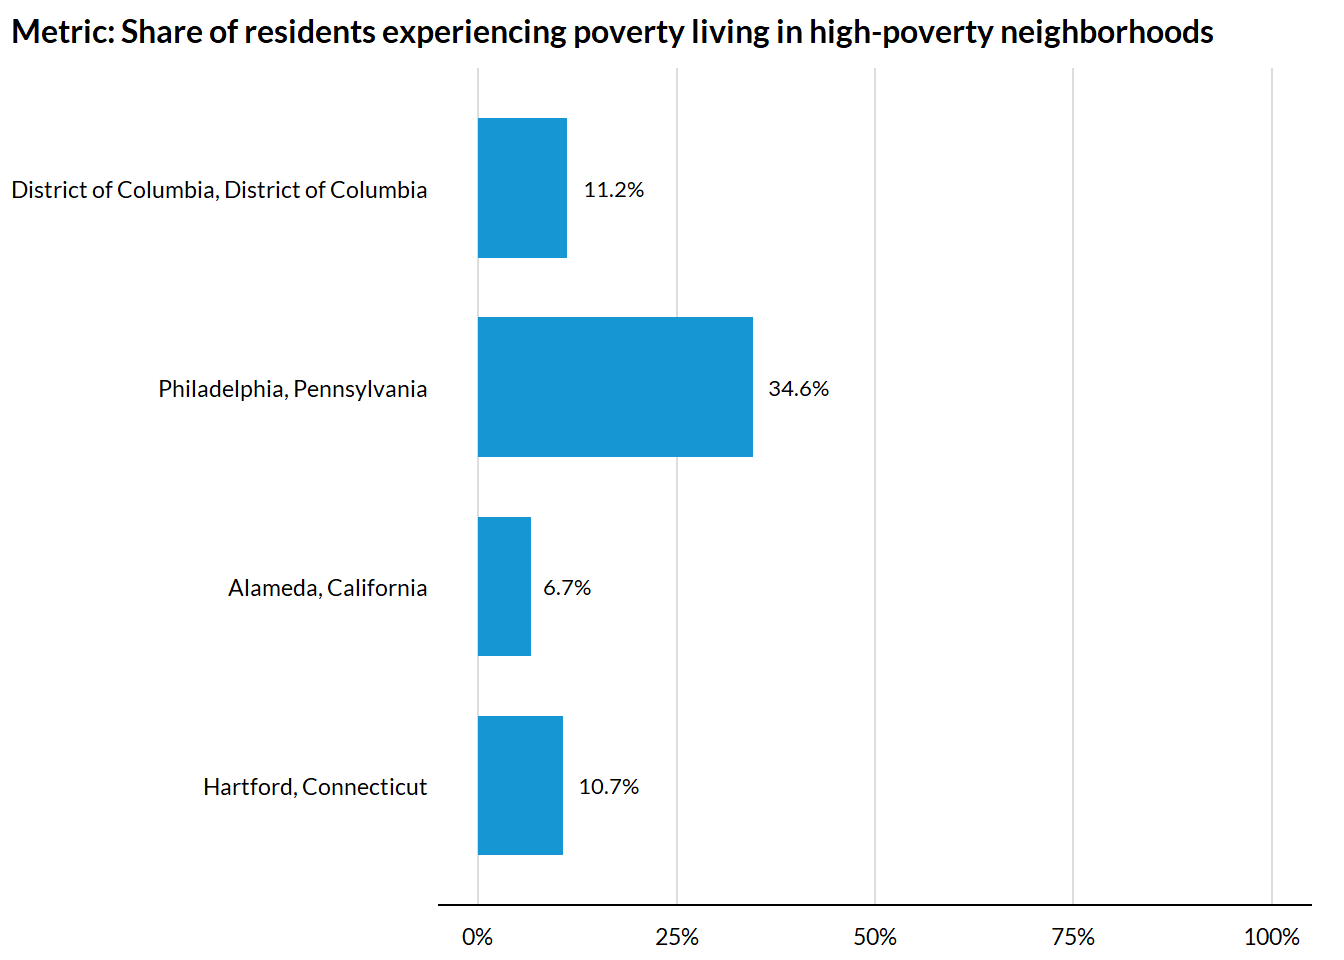 Metric: Share of residents experiencing poverty living in high-poverty neighborhoods
District of Columbia, District of Columbia
11.2%
Philadelphia, Pennsylvania
34.6%
Alameda, California
6.7%
Hartford, Connecticut
10.7%
0% 25% 50% 75% 100%